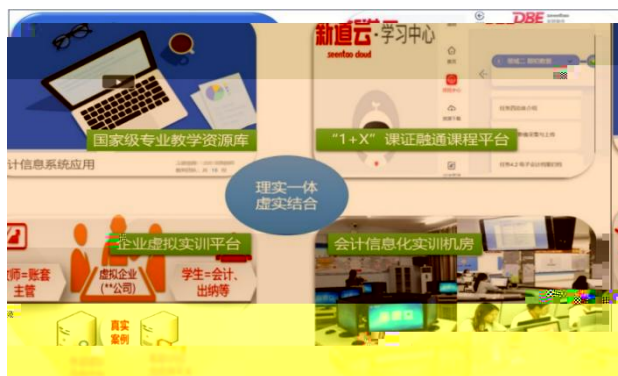 新道云·学习中心
seentao cloud
DBE seentao
首页
国家级专业教学资源库
“1+X”课证融通课程平台
计信息系统应用
理实一体
虚实结合
企业虚拟实训平台
会计信息化实训机房
师=账套
主管
虚拟企业
(**公司)
学生=会计、
出纳等
真实
案例